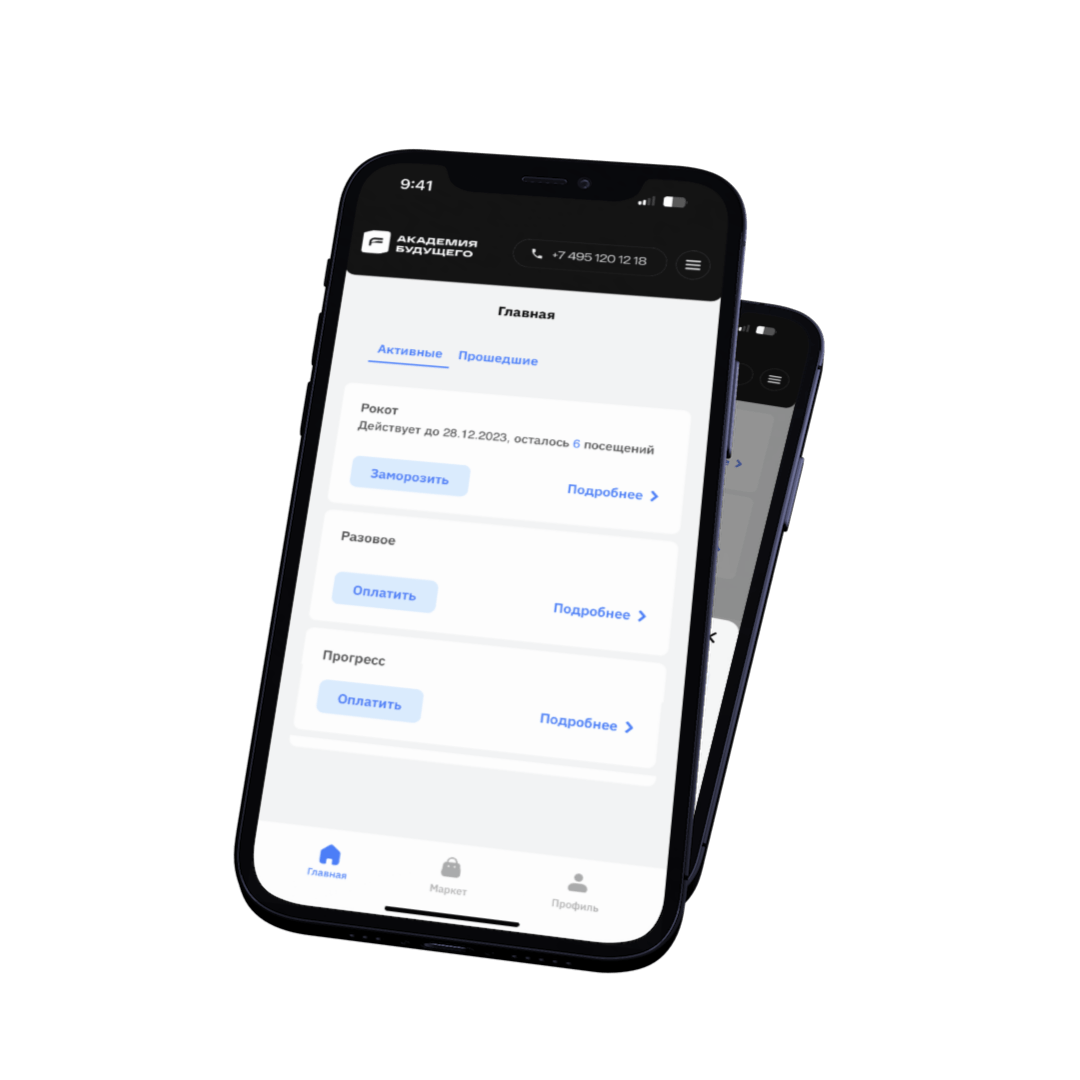 9:41
АКАДЕМИЯ
БУДУЩЕГО
+7 495 120 12 18
Главная
Активные Прошедшие
Рокот
Действует до 28.12.2023, осталось 6 посещений
Заморозить Подробнее
Разовое
Оплатить Подробнее
Прогресс
Оплатить Подробнее
Главная Маркет Профиль